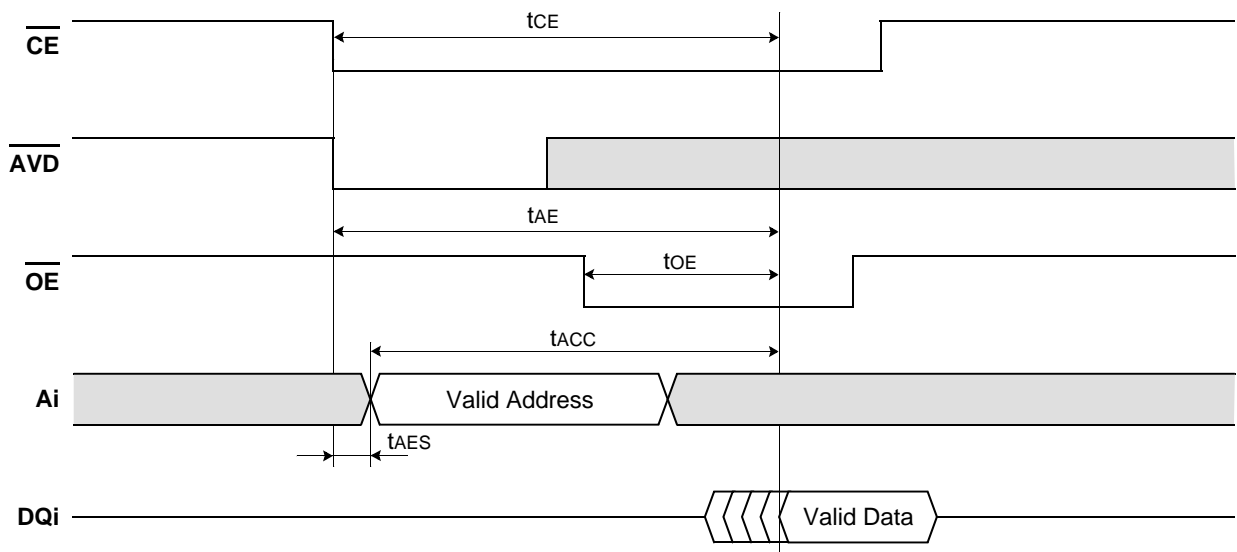 tCE
CE
AVD
tAE
OE
tOE
tACC
Ai
Valid Address
tAES
DQi
Valid Data